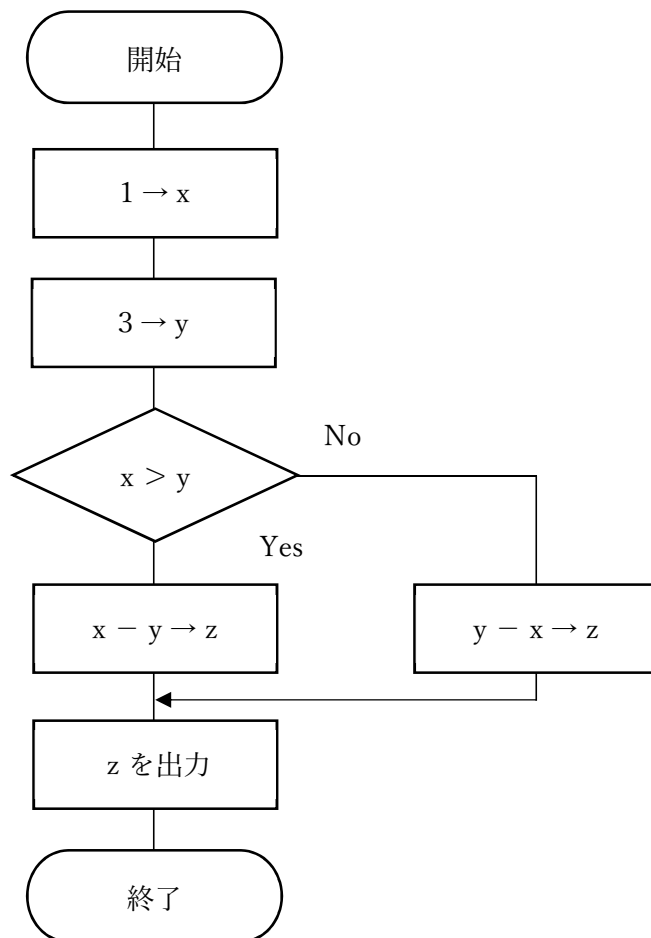 開始
1 → x
3 → y
x > y
No
Yes
x − y → z
y − x → z
z を出力
終了